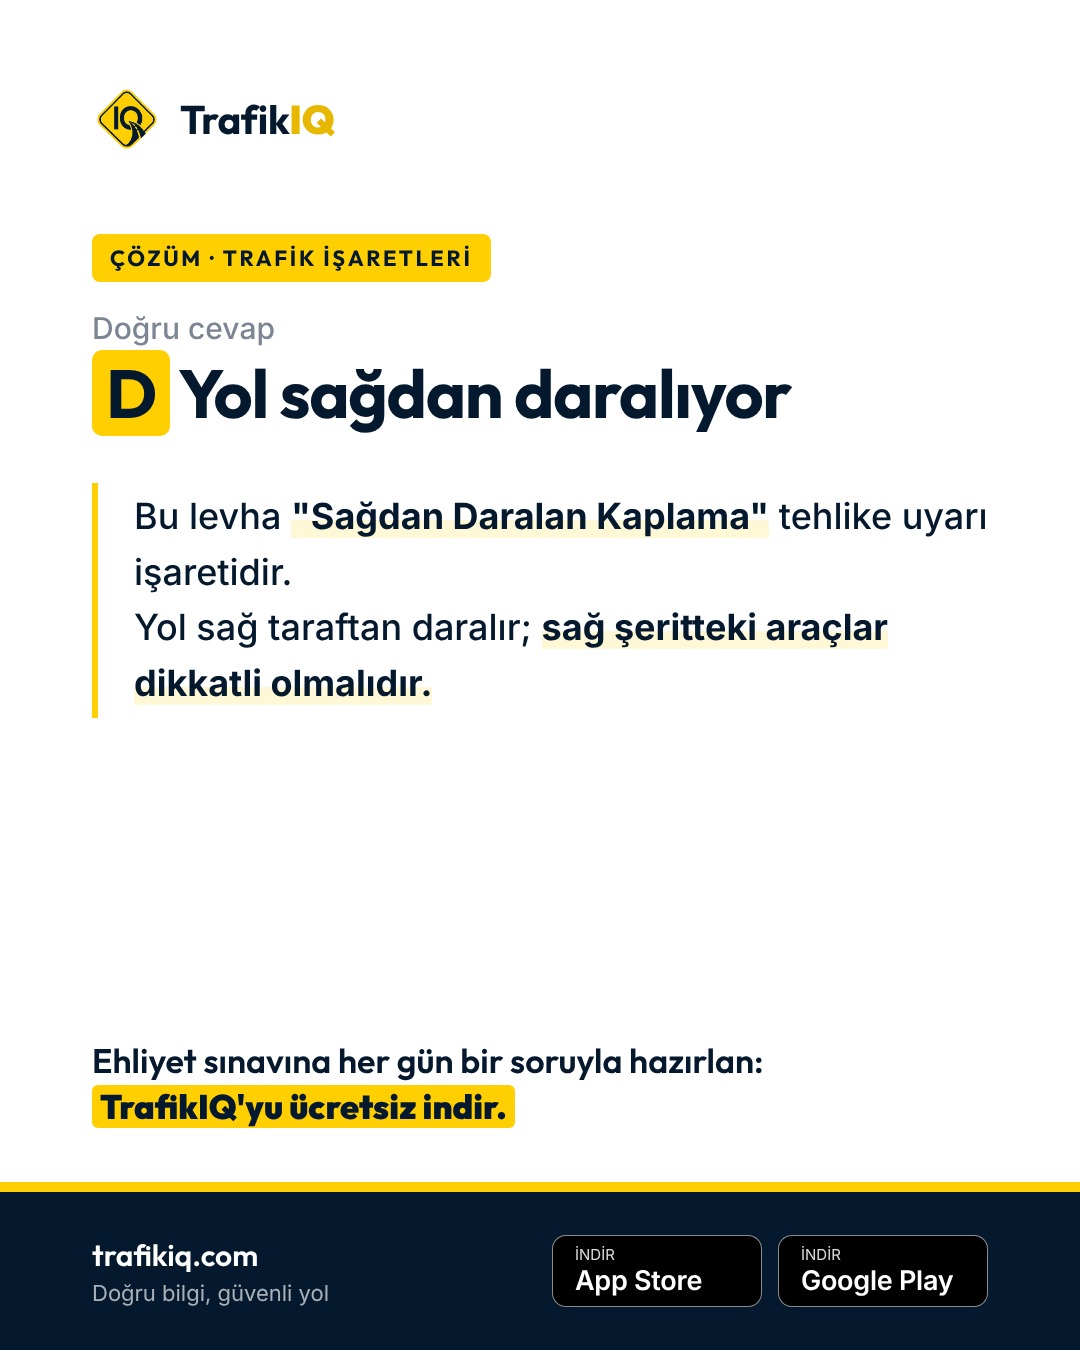 IQ
TrafikIQ
ÇÖZÜM · TRAFİK İŞARETLERİ
Doğru cevap
D Yol sağdan daralıyor
Bu levha "Sağdan Daralan Kaplama" tehlike uyarı
işaretidir.
Yol sağ taraftan daralır; sağ şeritteki araçlar
dikkatli olmalıdır.
Ehliyet sınavına her gün bir soruyla hazırlan:
TrafikIQ'yu ücretsiz indir.
trafikiq.com
Doğru bilgi, güvenli yol
İNDİR
App Store
İNDİR
Google Play